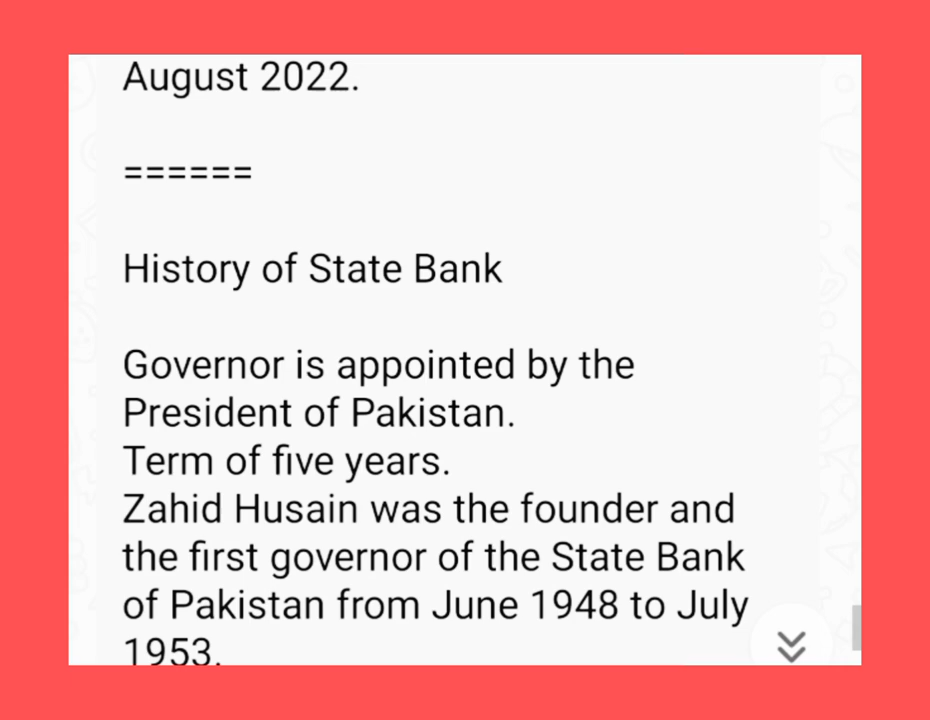 August 2022.
======
History of State Bank
Governor is appointed by the
President of Pakistan.
Term of five years.
Zahid Husain was the founder and
the first governor of the State Bank
of Pakistan from June 1948 to July
1953.